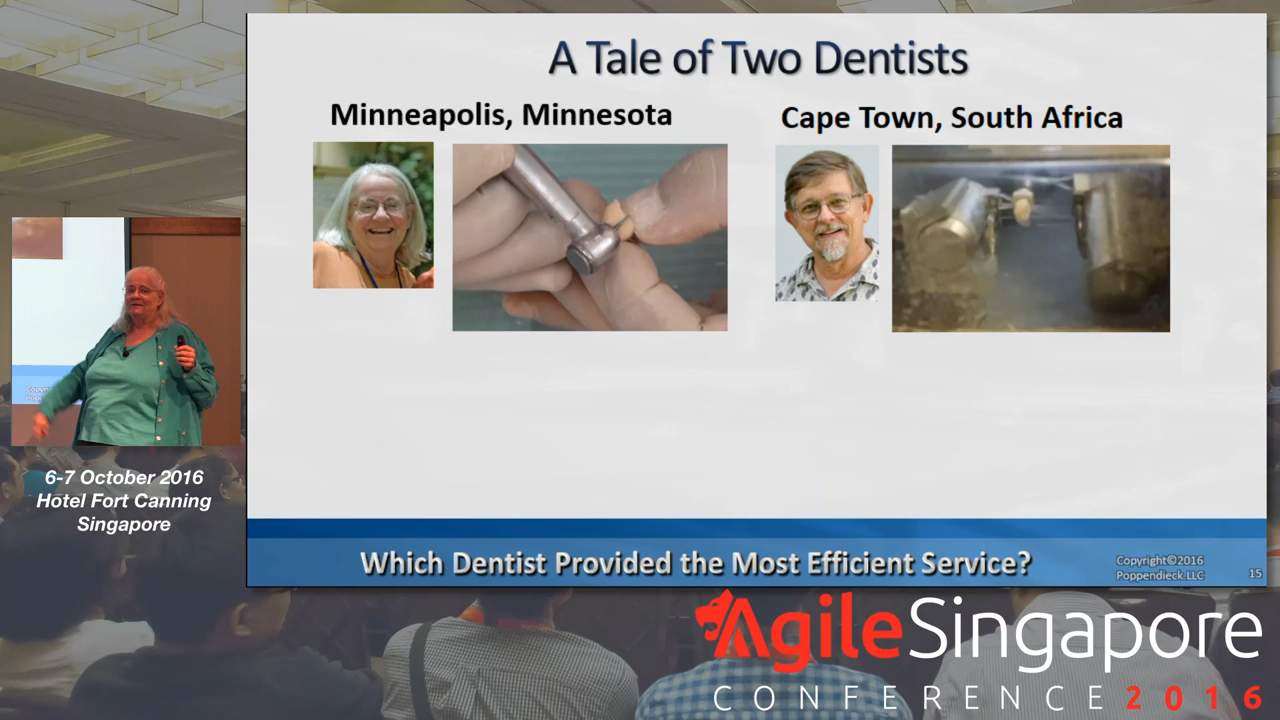 A Tale of Two Dentists
Minneapolis, Minnesota
Cape Town, South Africa
6-7 October 2016
Hotel Fort Canning
Singapore
Which Dentist Provided the Most Efficient Service?
Copyright©2016
Poppendieck LLC
15
AgileSingapore
CONFERENCE 2016